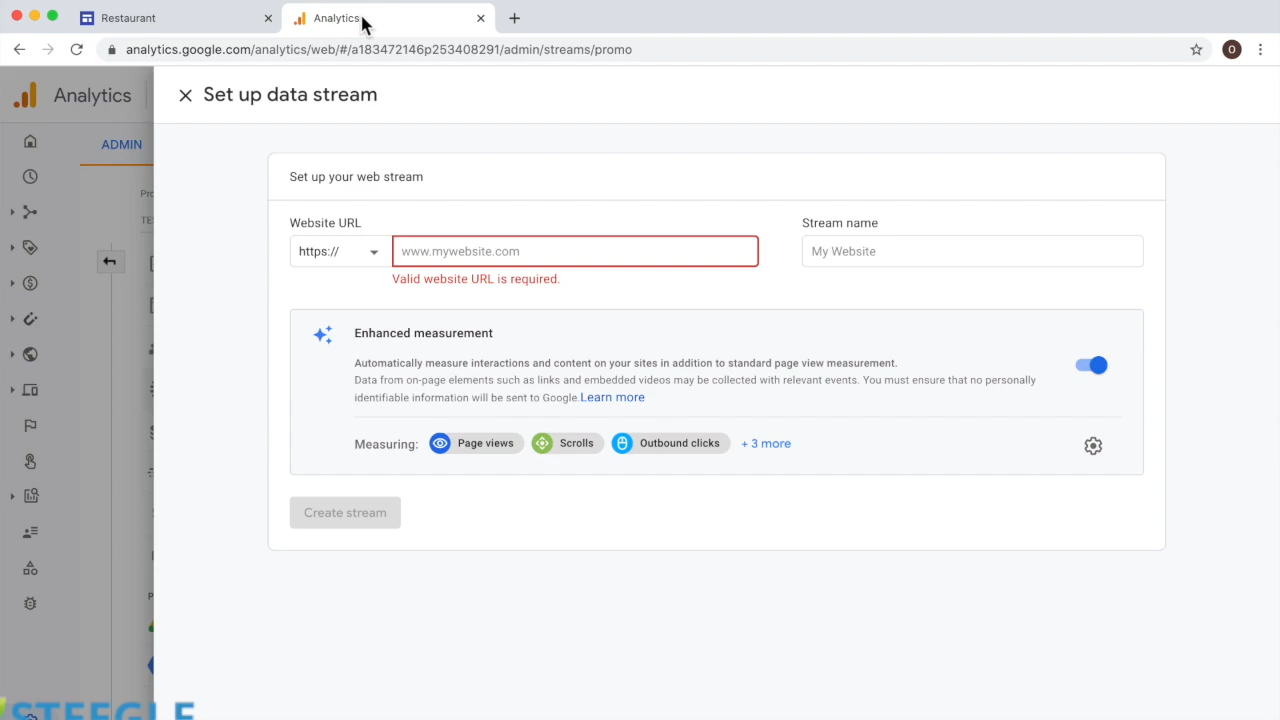 Restaurant
Analytics
analytics.google.com/analytics/web/#/a183472146p253408291/admin/streams/promo
O
Analytics
Set up data stream
ADMIN
Set up your web stream
Website URL
Stream name
https://
www.mywebsite.com
My Website
Valid website URL is required.
Enhanced measurement
Automatically measure interactions and content on your sites in addition to standard page view measurement.
Data from on-page elements such as links and embedded videos may be collected with relevant events. You must ensure that no personally
identifiable information will be sent to Google. Learn more
Measuring: Page views Scrolls Outbound clicks + 3 more
Create stream
STEEGLE